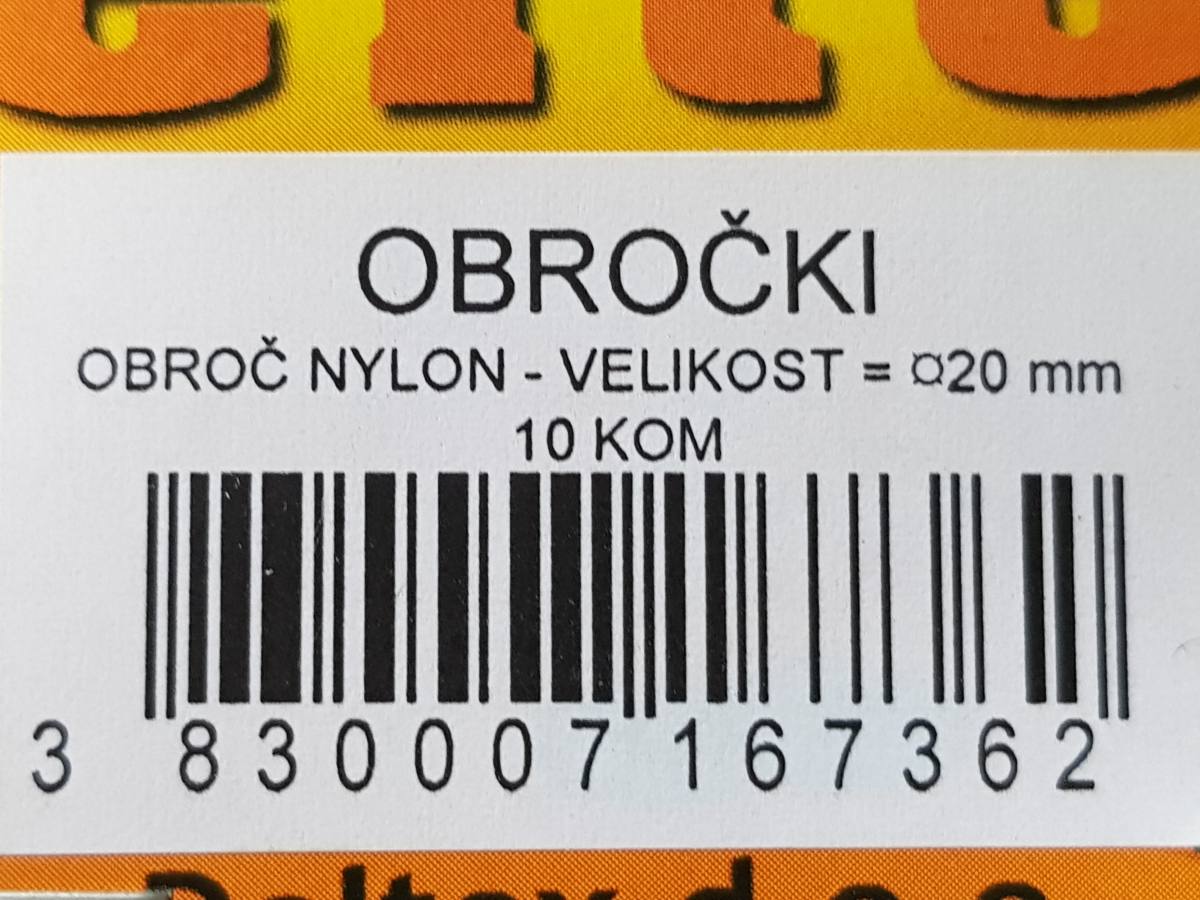 OBROČKI
OBROČ NYLON - VELIKOST = ¤20 mm
10 KOM
3 830007 167362